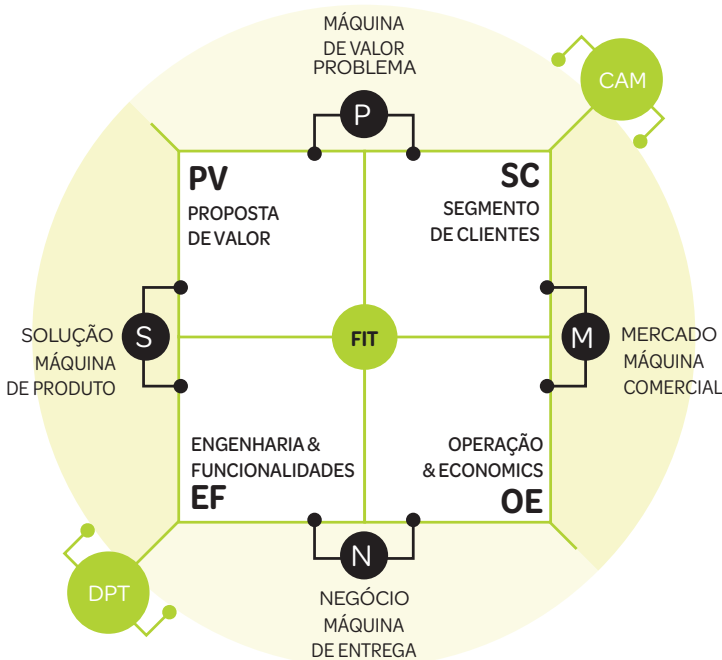 MÁQUINA
DE VALOR
PROBLEMA
P
CAM
PV
PROPOSTA
DE VALOR
SC
SEGMENTO
DE CLIENTES
SOLUÇÃO
MÁQUINA
DE PRODUTO
S
FIT
M
MERCADO
MÁQUINA
COMERCIAL
ENGENHARIA &
FUNCIONALIDADES
EF
OPERAÇÃO
& ECONOMICS
OE
DPT
N
NEGÓCIO
MÁQUINA
DE ENTREGA